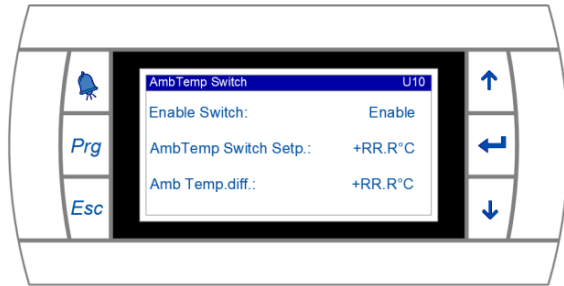 AmbTemp Switch U10
Enable Switch: Enable
Prg AmbTemp Switch Setp.: +RR.R°C
Amb Temp.diff.: +RR.R°C
Esc